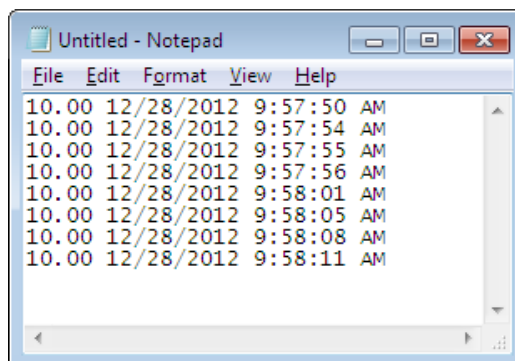 Untitled - Notepad
File Edit Format View Help
10.00 12/28/2012 9:57:50 AM
10.00 12/28/2012 9:57:54 AM
10.00 12/28/2012 9:57:55 AM
10.00 12/28/2012 9:57:56 AM
10.00 12/28/2012 9:58:01 AM
10.00 12/28/2012 9:58:05 AM
10.00 12/28/2012 9:58:08 AM
10.00 12/28/2012 9:58:11 AM